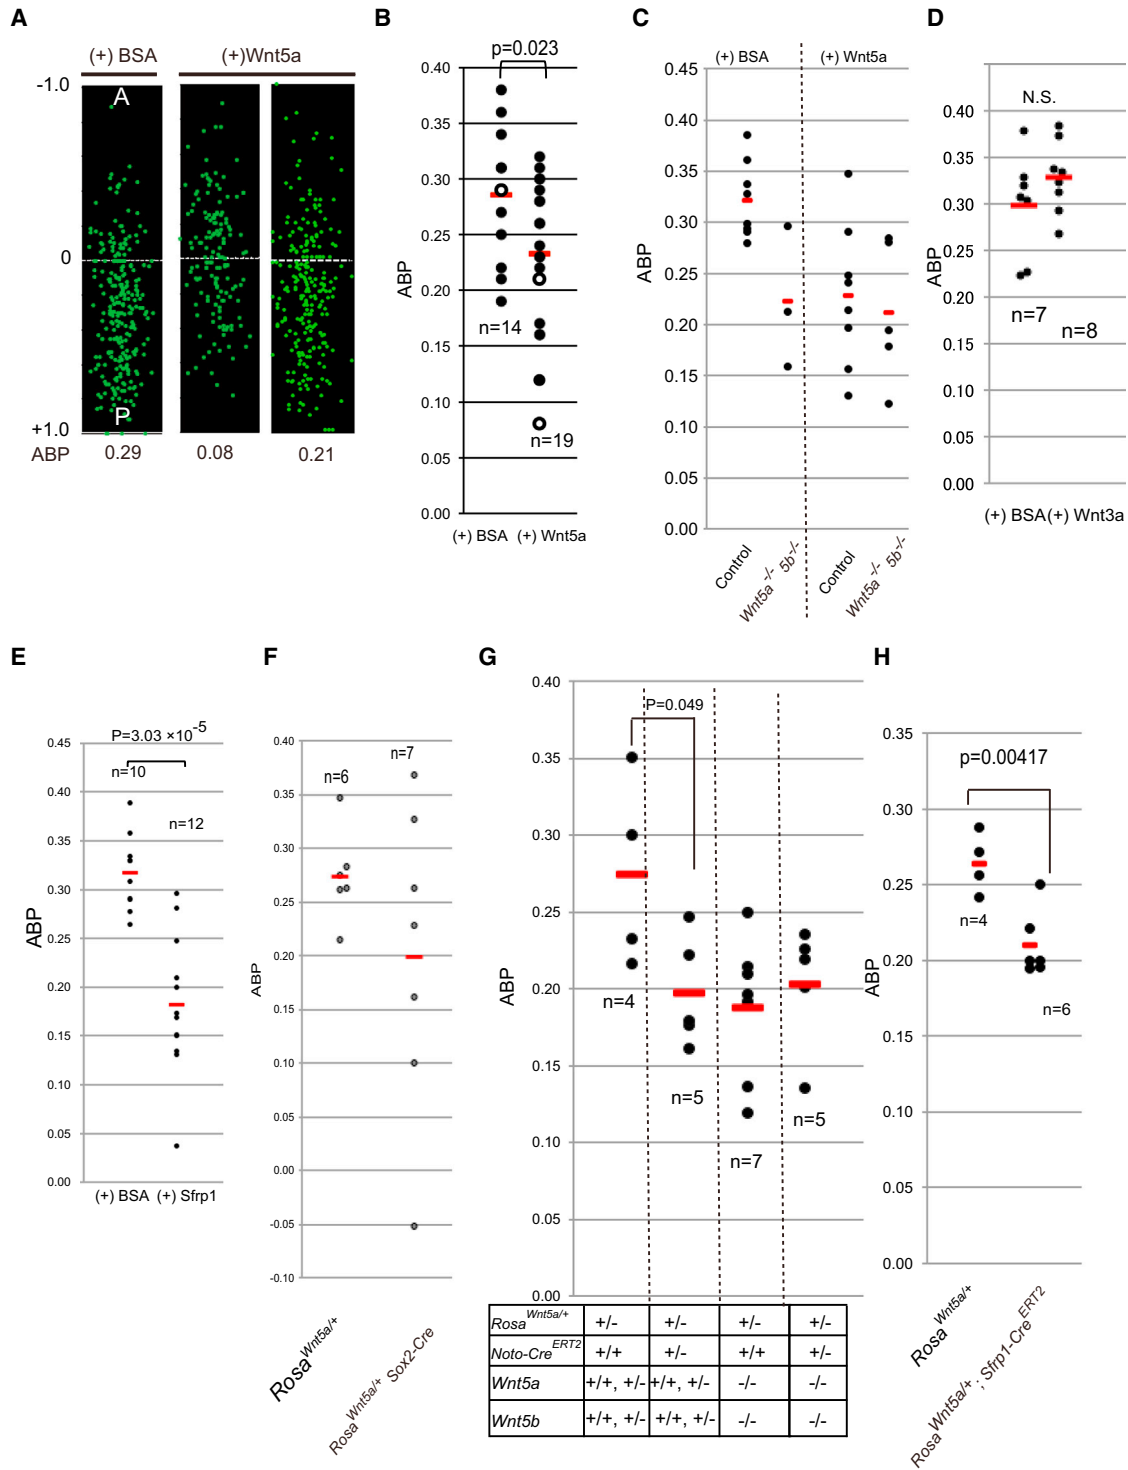 A
(+) BSA
(+)Wnt5a
-1.0
0
+1.0
A
P
ABP
0.29
0.08
0.21
B
p=0.023
0.40
0.35
0.30
0.25
0.20
0.15
0.10
0.05
0.00
ABP
n=14
n=19
(+) BSA
(+) Wnt5a
C
(+) BSA
(+) Wnt5a
0.45
0.40
0.35
0.30
0.25
0.20
0.15
0.10
0.05
0.00
ABP
Control
Wnt5a-/- 5b-/-
Control
Wnt5a-/- 5b-/-
D
N.S.
0.40
0.35
0.30
0.25
0.20
0.15
0.10
0.05
0.00
ABP
n=7
n=8
(+) BSA
(+) Wnt3a
E
P=3.03 ×10-5
0.45
0.40
0.35
0.30
0.25
0.20
0.15
0.10
0.05
0.00
ABP
n=10
n=12
(+) BSA
(+) Sfrp1
F
0.40
0.35
0.30
0.25
0.20
0.15
0.10
0.05
0.00
-0.05
-0.10
ABP
n=6
n=7
RosaWnt5a/+
RosaWnt5a/+ Sox2-Cre
G
P=0.049
0.40
0.35
0.30
0.25
0.20
0.15
0.10
0.05
0.00
ABP
n=4
n=5
n=7
n=5
RosaWnt5a/+ +/- +/- +/- +/-
Noto-CreERT2 +/+ +/- +/+ +/-
Wnt5a +/+, +/- +/+, +/- -/- -/-
Wnt5b +/+, +/- +/+, +/- -/- -/-
H
p=0.00417
0.35
0.30
0.25
0.20
0.15
0.10
0.05
0.00
ABP
n=4
n=6
RosaWnt5a/+
RosaWnt5a/+; Sfrp1-CreERT2